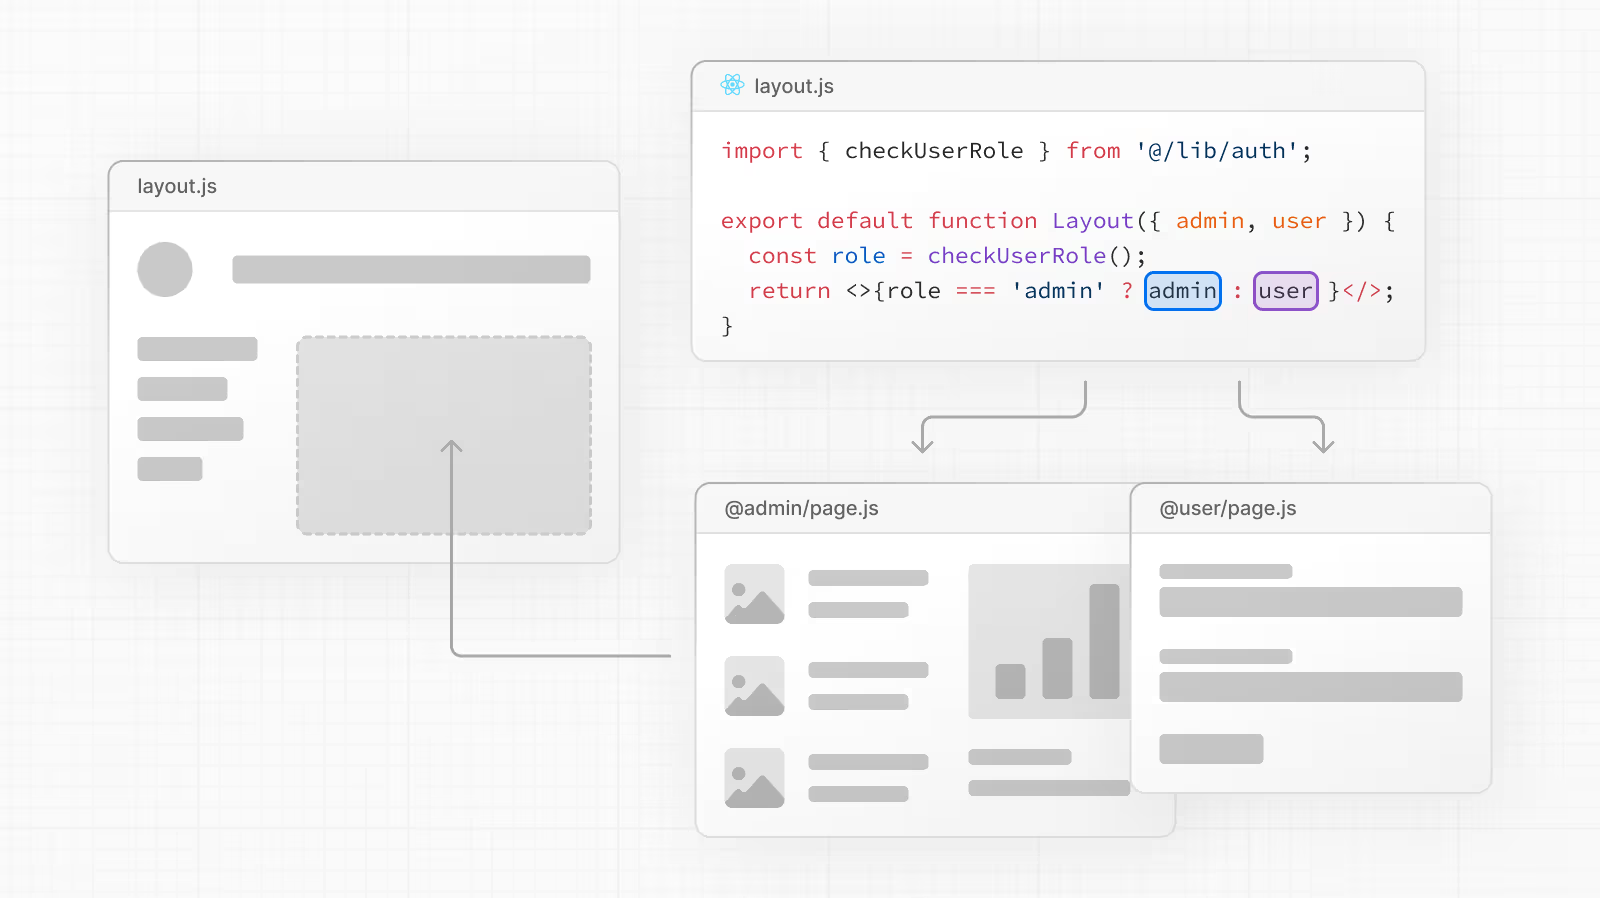 layout.js
layout.js
import { checkUserRole } from '@/lib/auth';
export default function Layout({ admin, user }) {
  const role = checkUserRole();
  return <>{role === 'admin' ? admin : user }</>;
}
@admin/page.js
@user/page.js